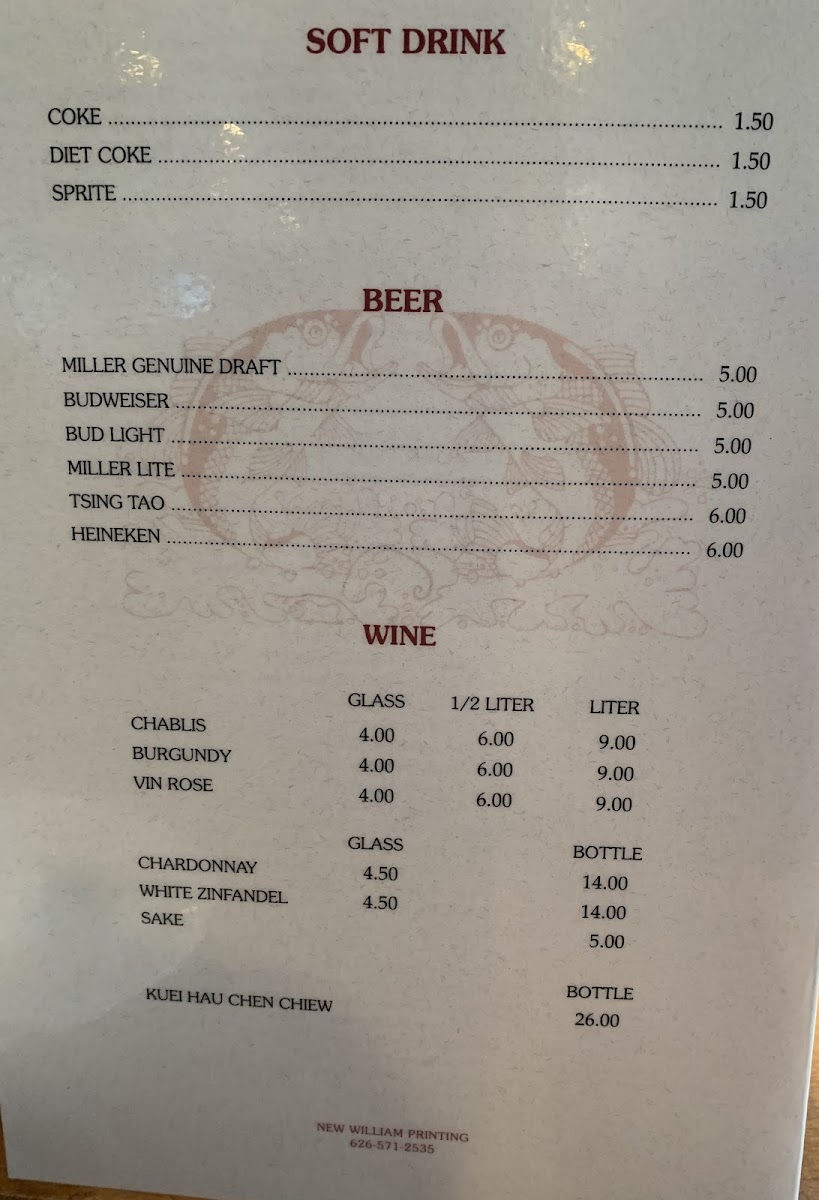 SOFT DRINK
COKE ........ 1.50
DIET COKE ........ 1.50
SPRITE ........ 1.50
BEER
MILLER GENUINE DRAFT ........ 5.00
BUDWEISER ........ 5.00
BUD LIGHT ........ 5.00
MILLER LITE ........ 5.00
TSING TAO ........ 6.00
HEINEKEN ........ 6.00
WINE
GLASS 1/2 LITER LITER
CHABLIS 4.00 6.00 9.00
BURGUNDY 4.00 6.00 9.00
VIN ROSE 4.00 6.00 9.00
GLASS BOTTLE
CHARDONNAY 4.50 14.00
WHITE ZINFANDEL 4.50 14.00
SAKE 5.00
BOTTLE
KUEI HAU CHEN CHIEW 26.00
NEW WILLIAM PRINTING
626-571-2535